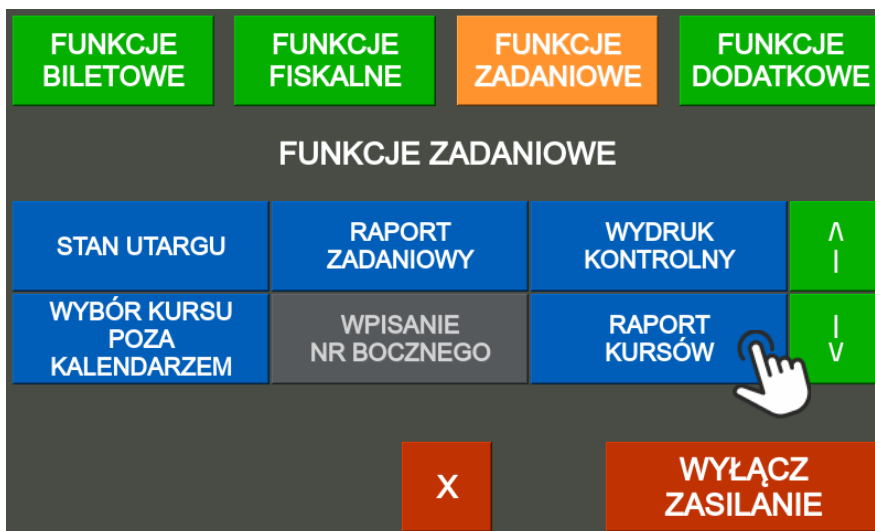 FUNKCJE
BILETOWE
FUNKCJE
FISKALNE
FUNKCJE
ZADANIOWE
FUNKCJE
DODATKOWE
FUNKCJE ZADANIOWE
STAN UTARGU
RAPORT
ZADANIOWY
WYDRUK
KONTROLNY
WYBÓR KURSU
POZA
KALENDARZEM
WPISANIE
NR BOCZNEGO
RAPORT
KURSÓW
X
WYŁĄCZ
ZASILANIE